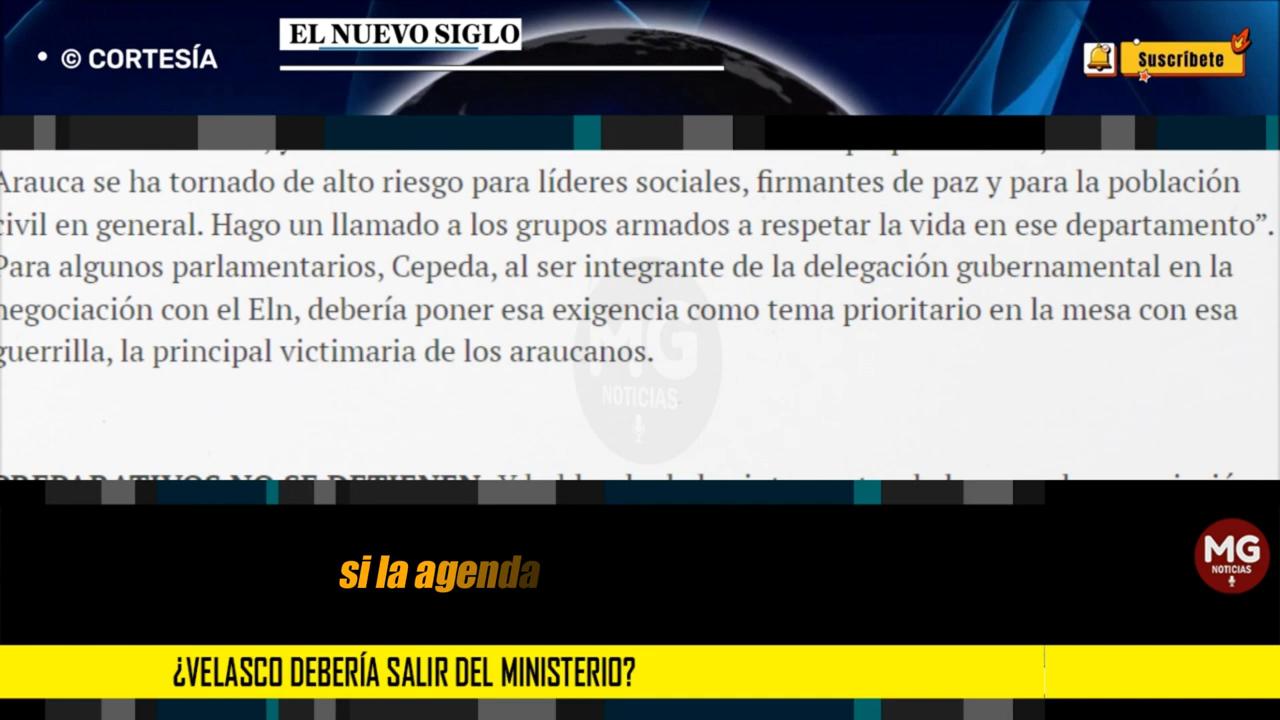 • © CORTESÍA
EL NUEVO SIGLO
Suscríbete
Arauca se ha tornado de alto riesgo para líderes sociales, firmantes de paz y para la población
civil en general. Hago un llamado a los grupos armados a respetar la vida en ese departamento”.
Para algunos parlamentarios, Cepeda, al ser integrante de la delegación gubernamental en la
negociación con el Eln, debería poner esa exigencia como tema prioritario en la mesa con esa
guerrilla, la principal victimaria de los araucanos.
MG
NOTICIAS
PREPARATIVOS NO SE DETIENEN.
si la agenda
MG
NOTICIAS
¿VELASCO DEBERÍA SALIR DEL MINISTERIO?